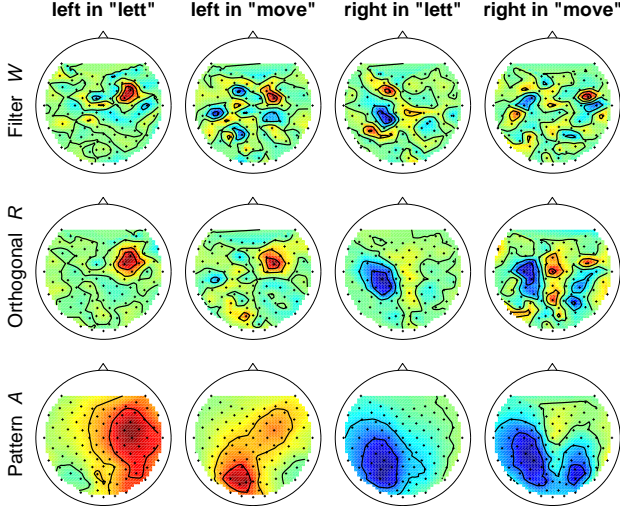 left in "lett" left in "move" right in "lett" right in "move"
Filter W
Orthogonal R
Pattern A